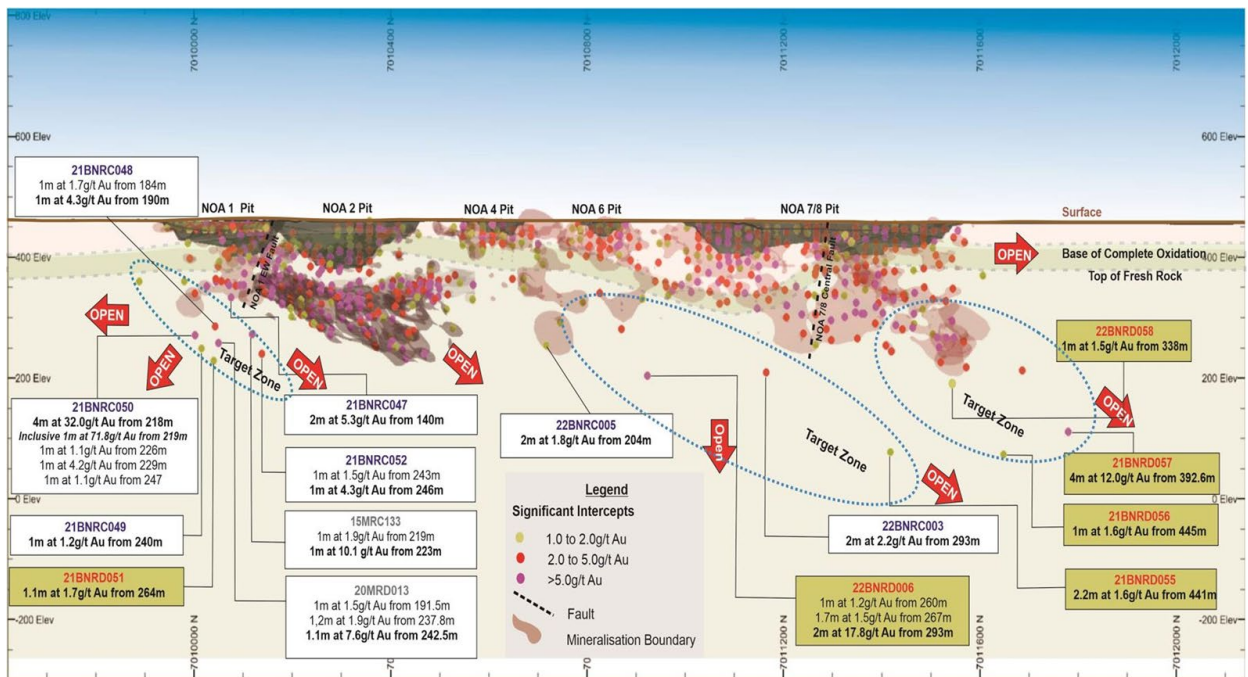 800 Elev
7010000 N
7010400 N
7010800 N
7011200 N
7011600 N
7012000 N
600 Elev
600 Elev
21BNRC048
1m at 1.7g/t Au from 184m
1m at 4.3g/t Au from 190m
NOA 1 Pit
NOA 2 Pit
NOA 4 Pit
NOA 6 Pit
NOA 7/8 Pit
Surface
OPEN
Base of Complete Oxidation
400 Elev
400 Elev
Top of Fresh Rock
NOA 7/8 Central Fault
OPEN
OPEN
Target Zone
OPEN
OPEN
22BNRD058
1m at 1.5g/t Au from 338m
200 Elev
200 Elev
OPEN
Target Zone
21BNRC050
4m at 32.0g/t Au from 218m
Inclusive 1m at 71.8g/t Au from 219m
1m at 1.1g/t Au from 226m
1m at 4.2g/t Au from 229m
1m at 1.1g/t Au from 247
21BNRC047
2m at 5.3g/t Au from 140m
22BNRC005
2m at 1.8g/t Au from 204m
Open
Target Zone
21BNRC052
1m at 1.5g/t Au from 243m
1m at 4.3g/t Au from 246m
21BNRD057
4m at 12.0g/t Au from 392.6m
OPEN
0 Elev
0 Elev
Legend
Significant Intercepts
1.0 to 2.0g/t Au
2.0 to 5.0g/t Au
>5.0g/t Au
Fault
Mineralisation Boundary
21BNRC049
1m at 1.2g/t Au from 240m
15MRC133
1m at 1.9g/t Au from 219m
1m at 10.1 g/t Au from 223m
22BNRC003
2m at 2.2g/t Au from 293m
21BNRD056
1m at 1.6g/t Au from 445m
21BNRD051
1.1m at 1.7g/t Au from 264m
20MRD013
1m at 1.5g/t Au from 191.5m
1,2m at 1.9g/t Au from 237.8m
1.1m at 7.6g/t Au from 242.5m
22BNRD006
1m at 1.2g/t Au from 260m
1.7m at 1.5g/t Au from 267m
2m at 17.8g/t Au from 293m
21BNRD055
2.2m at 1.6g/t Au from 441m
-200 Elev
-200 Elev
7010000 N
7011200 N
7011600 N
7012000 N